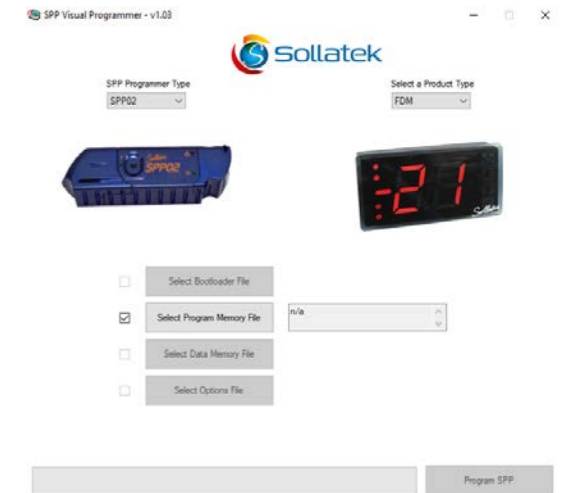 SPP Visual Programmer - v1.03
Sollatek
SPP Programmer Type
Select a Product Type
SPP02
FDM
SPP02
-21
Sollatek
Select Bootloader File
Select Program Memory File
n/a
Select Data Memory File
Select Options File
Program SPP